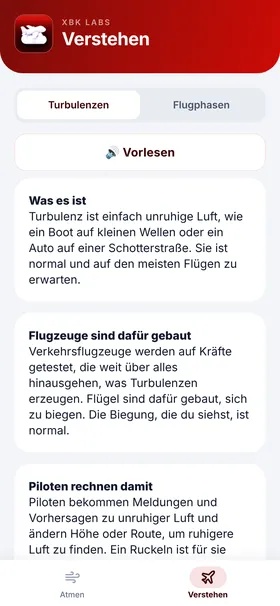 XBK LABS
Verstehen
Turbulenzen
Flugphasen
Vorlesen
Was es ist
Turbulenz ist einfach unruhige Luft, wie
ein Boot auf kleinen Wellen oder ein
Auto auf einer Schotterstraße. Sie ist
normal und auf den meisten Flügen zu
erwarten.
Flugzeuge sind dafür gebaut
Verkehrsflugzeuge werden auf Kräfte
getestet, die weit über alles
hinausgehen, was Turbulenzen
erzeugen. Flügel sind dafür gebaut, sich
zu biegen. Die Biegung, die du siehst, ist
normal.
Piloten rechnen damit
Piloten bekommen Meldungen und
Vorhersagen zu unruhiger Luft und
ändern Höhe oder Route, um ruhigere
Luft zu finden. Ein Ruckeln ist für sie
Atmen
Verstehen